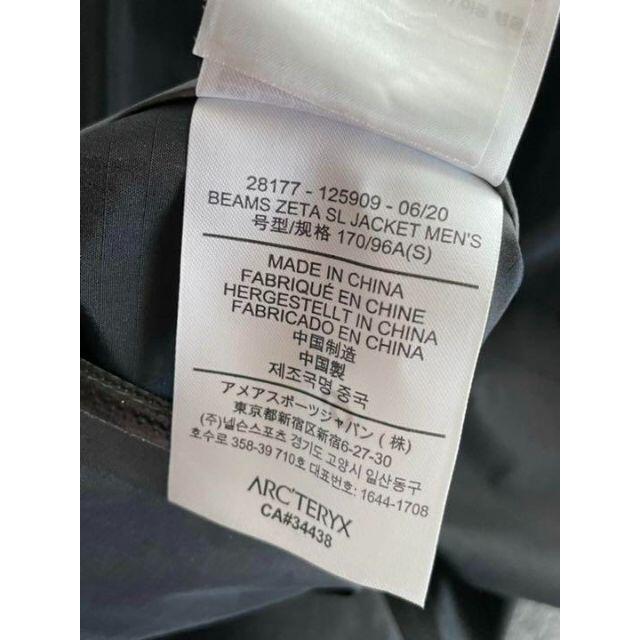 28177 - 125909 - 06/20
BEAMS ZETA SL JACKET MEN'S
号型/规格 170/96A(S)
MADE IN CHINA
FABRIQUÉ EN CHINE
HERGESTELLT IN CHINA
FABRICADO EN CHINA
中国制造
中国製
제조국명 중국
アメアスポーツジャパン (株)
東京都新宿区新宿6-27-30
(주)넬슨스포츠 경기도 고양시 일산동구
호수로 358-39 710호 대표번호: 1644-1708
ARC'TERYX
CA#34438